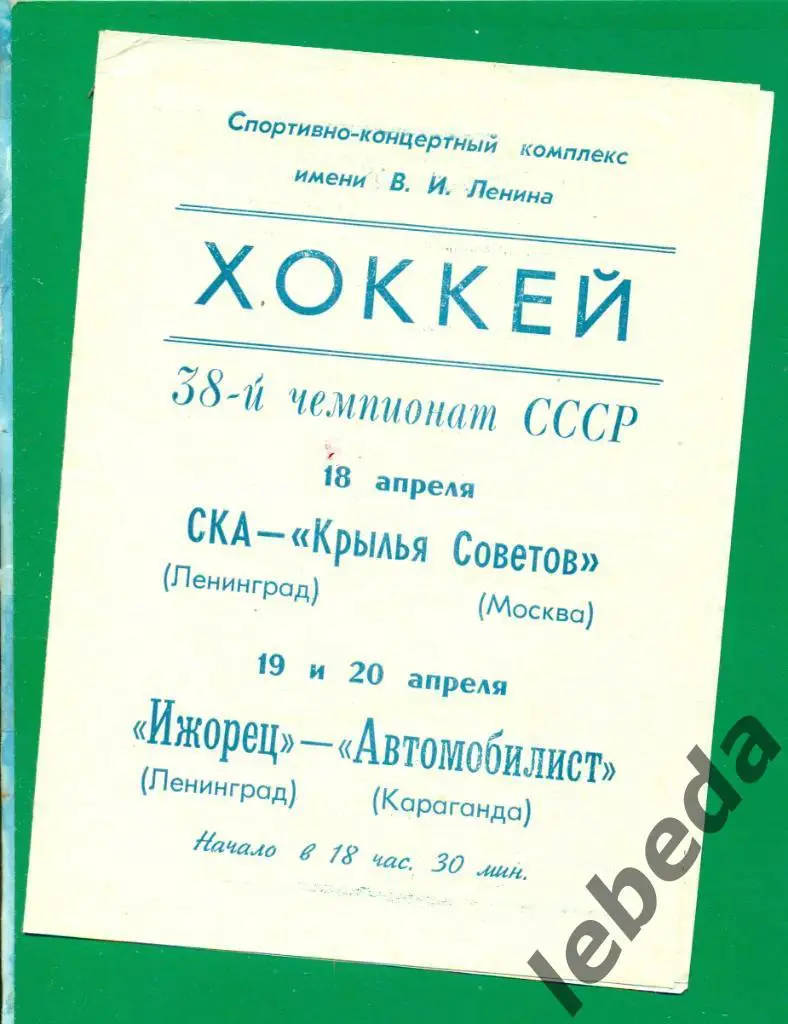 Спортивно-концертный комплекс
имени В. И. Ленина
ХОККЕЙ
38-й чемпионат СССР
18 апреля
СКА—«Крылья Советов»
(Ленинград) (Москва)
19 и 20 апреля
«Ижорец»—«Автомобилист»
(Ленинград) (Караганда)
Начало в 18 час. 30 мин.
lebeda